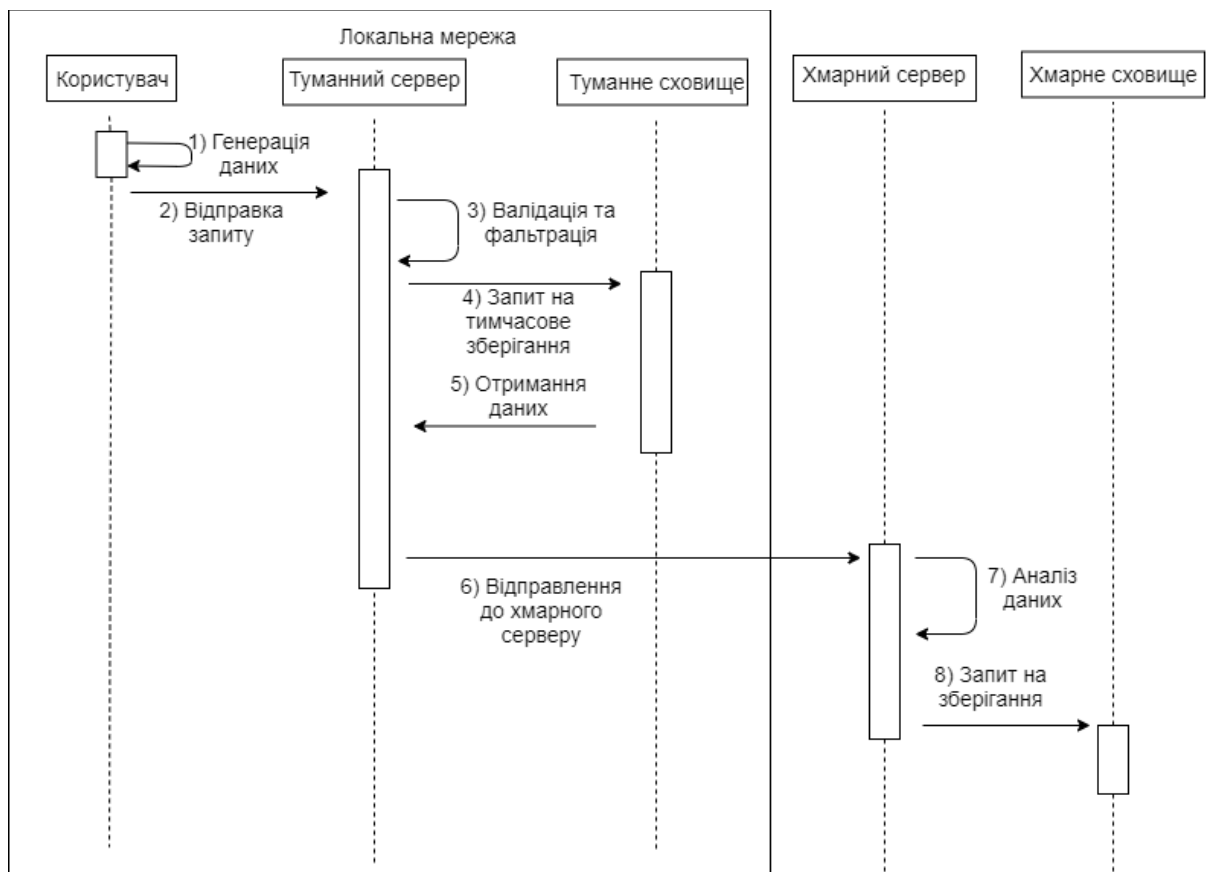 Локальна мережа
Користувач
Туманний сервер
Туманне сховище
Хмарний сервер
Хмарне сховище
1) Генерація
даних
2) Відправка
запиту
3) Валідація та
фальтрація
4) Запит на
тимчасове
зберігання
5) Отримання
даних
6) Відправлення
до хмарного
серверу
7) Аналіз
даних
8) Запит на
зберігання